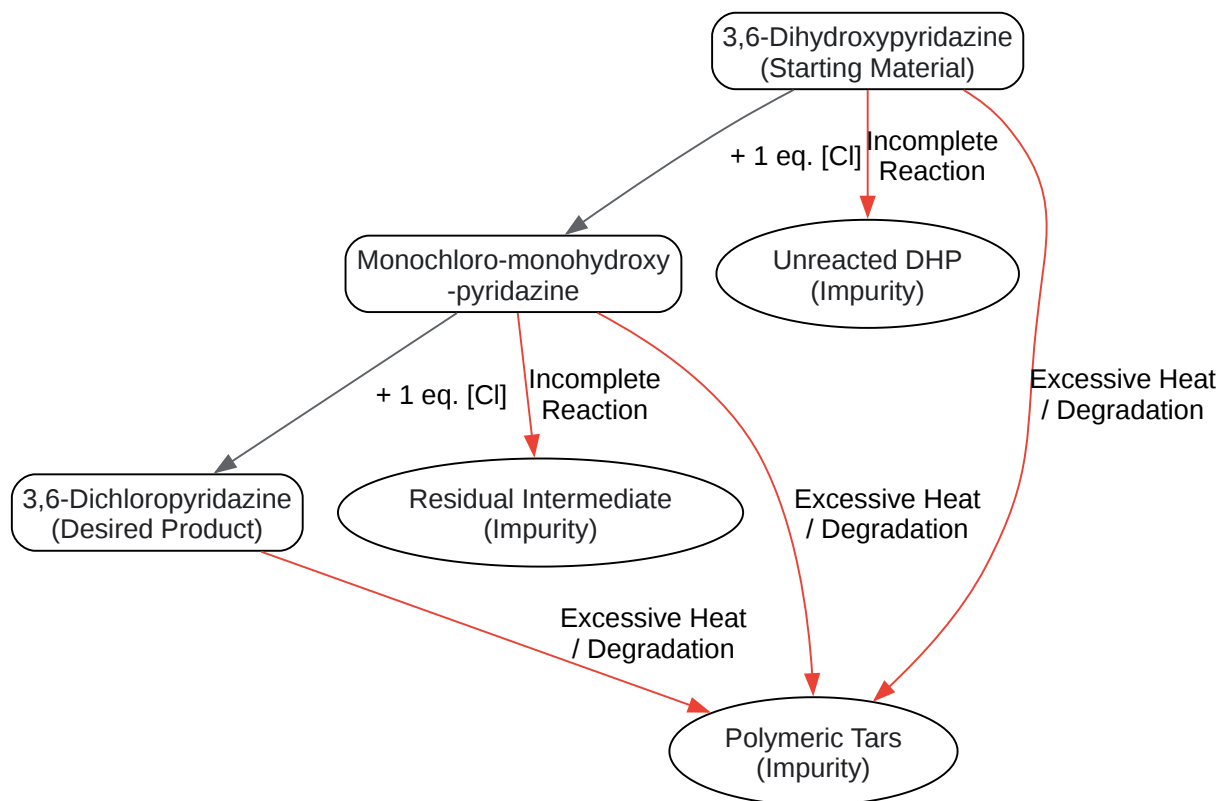 3,6-Dihydroxypyridazine
(Starting Material)
+ 1 eq. [Cl]
Incomplete
Reaction
Monochloro-monohydroxy
-pyridazine
Unreacted DHP
(Impurity)
+ 1 eq. [Cl]
Incomplete
Reaction
Excessive Heat
/ Degradation
3,6-Dichloropyridazine
(Desired Product)
Residual Intermediate
(Impurity)
Excessive Heat
/ Degradation
Excessive Heat
/ Degradation
Polymeric Tars
(Impurity)